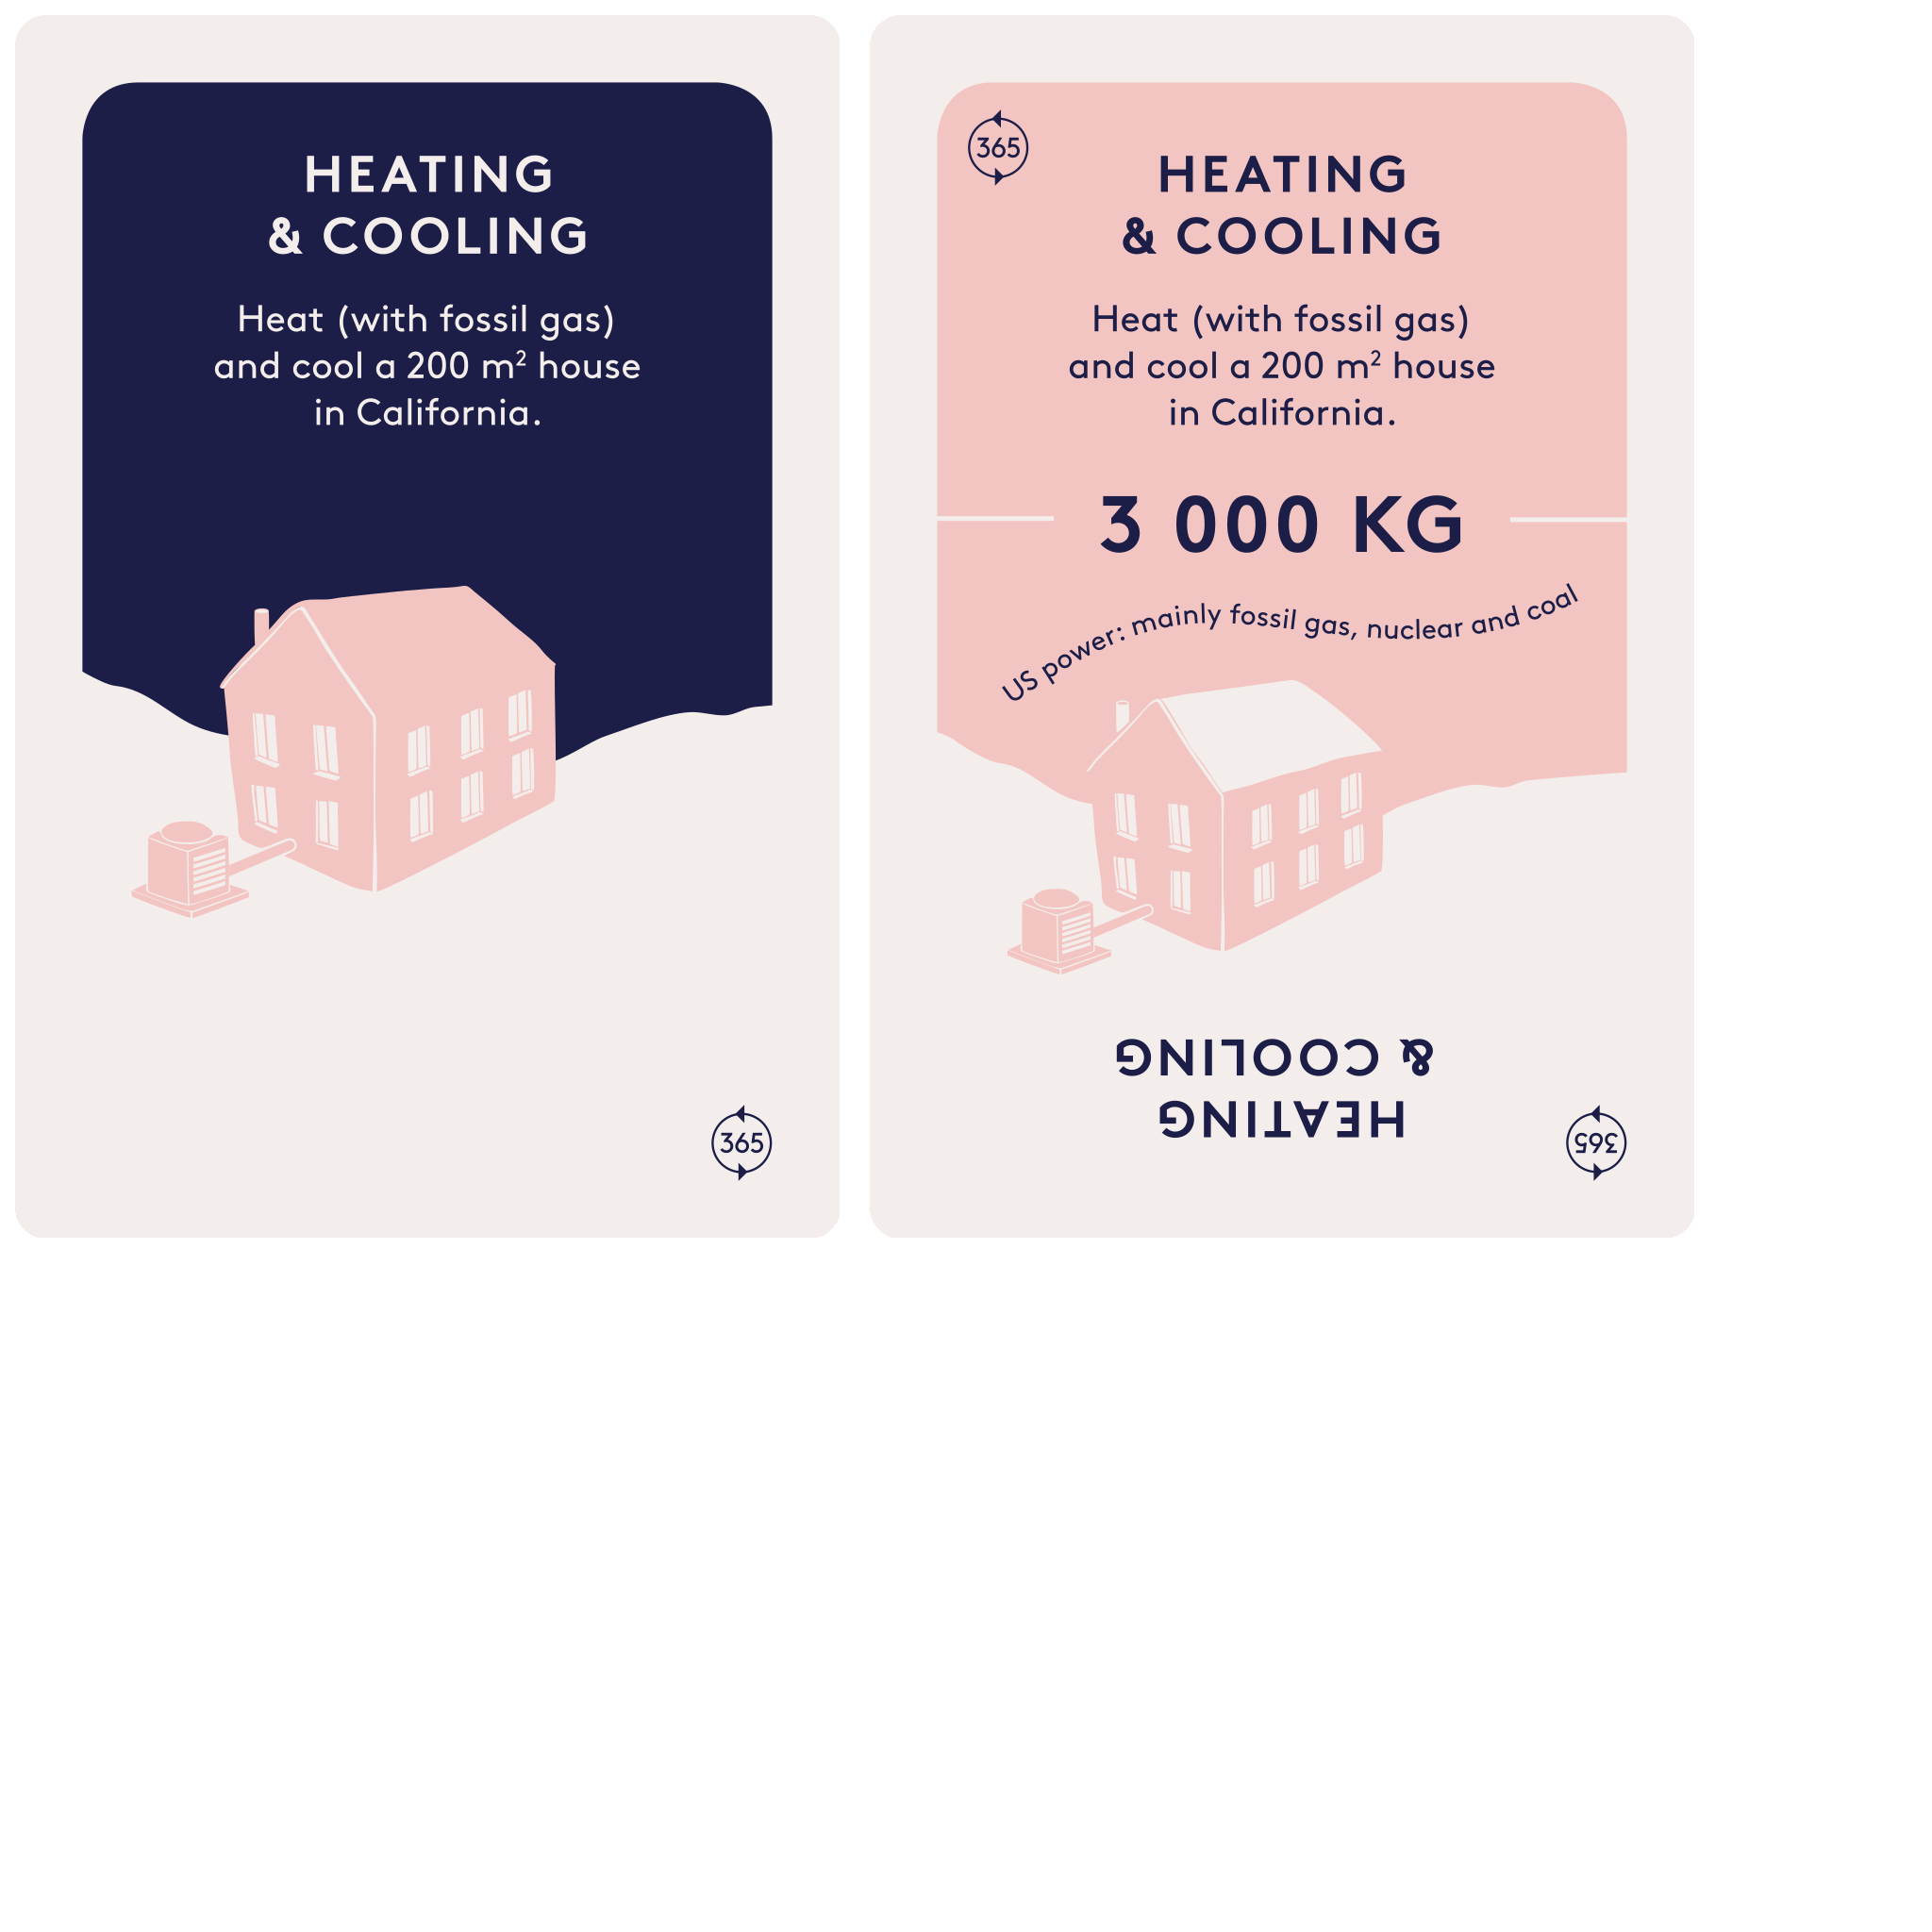 HEATING
& COOLING
Heat (with fossil gas)
and cool a 200 m² house
in California.
365
365
HEATING
& COOLING
Heat (with fossil gas)
and cool a 200 m² house
in California.
3 000 KG
US power: mainly fossil gas, nuclear and coal
HEATING
& COOLING
365